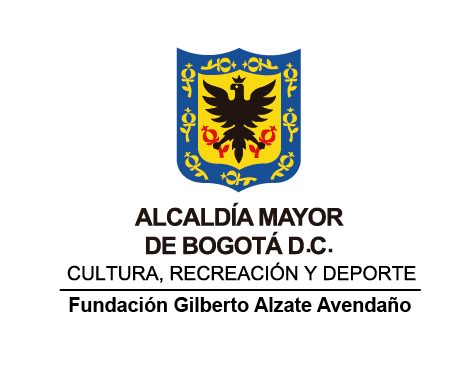 ALCALDÍA MAYOR
DE BOGOTÁ D.C.
CULTURA, RECREACIÓN Y DEPORTE
Fundación Gilberto Alzate Avendaño